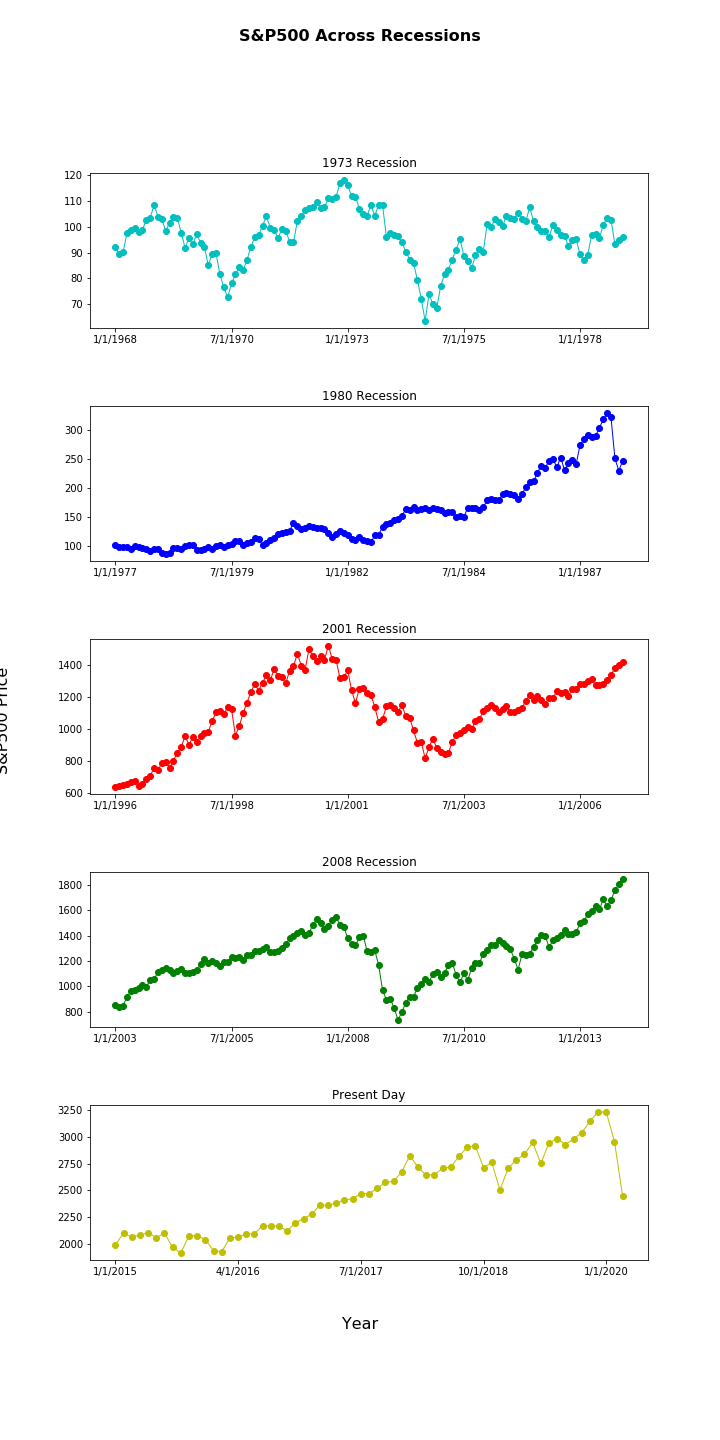 S&P500 Across Recessions
1973 Recession
120
110
100
90
80
70
1/1/1968 7/1/1970 1/1/1973 7/1/1975 1/1/1978
1980 Recession
300
250
200
150
100
1/1/1977 7/1/1979 1/1/1982 7/1/1984 1/1/1987
2001 Recession
1400
1200
1000
800
600
1/1/1996 7/1/1998 1/1/2001 7/1/2003 1/1/2006
S&P500 Price
2008 Recession
1800
1600
1400
1200
1000
800
1/1/2003 7/1/2005 1/1/2008 7/1/2010 1/1/2013
Present Day
3250
3000
2750
2500
2250
2000
1/1/2015 4/1/2016 7/1/2017 10/1/2018 1/1/2020
Year